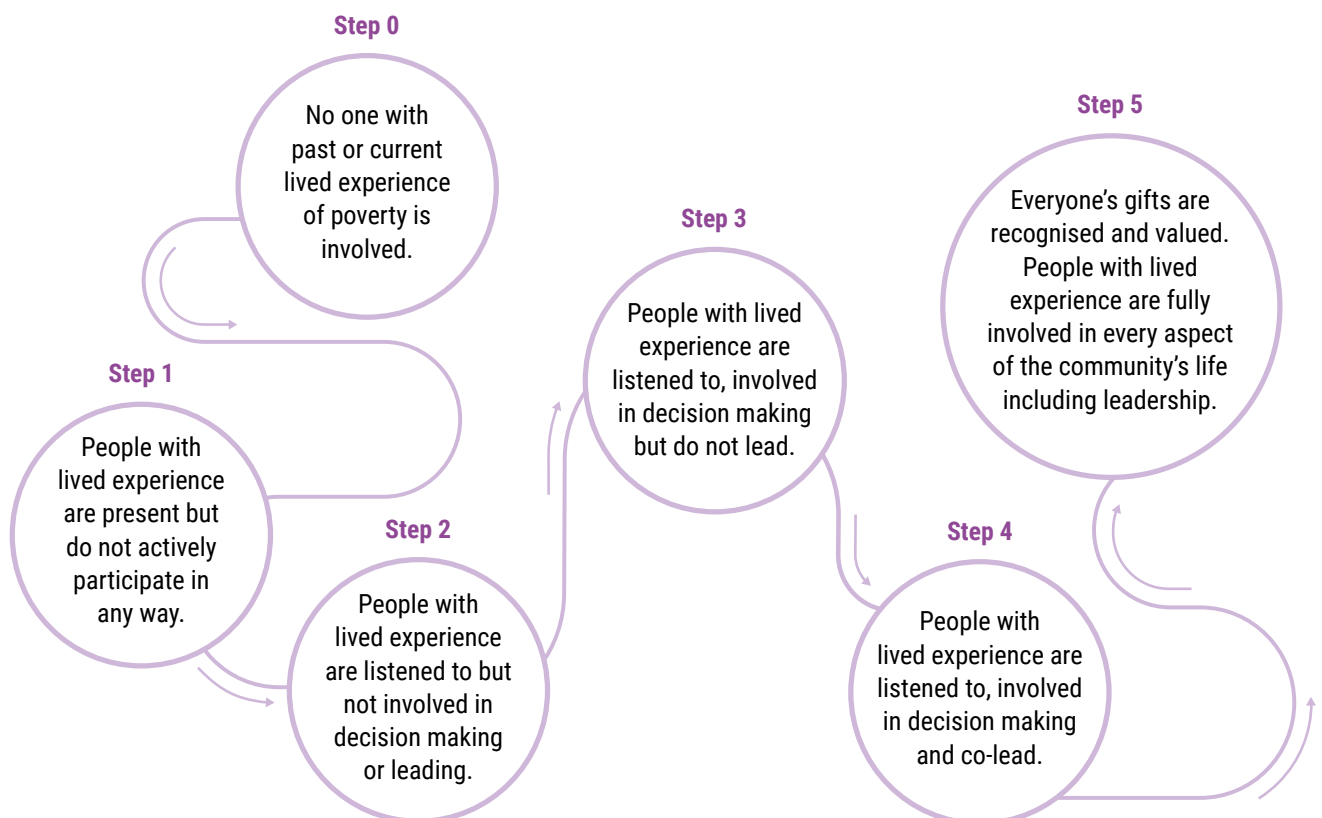 Step 0
No one with
past or current
lived experience
of poverty is
involved.
Step 1
People with
lived experience
are present but
do not actively
participate in
any way.
Step 2
People with
lived experience
are listened to but
not involved in
decision making
or leading.
Step 3
People with lived
experience are
listened to, involved
in decision making
but do not lead.
Step 4
People with
lived experience are
listened to, involved
in decision making
and co-lead.
Step 5
Everyone’s gifts are
recognised and valued.
People with lived
experience are fully
involved in every aspect
of the community’s life
including leadership.